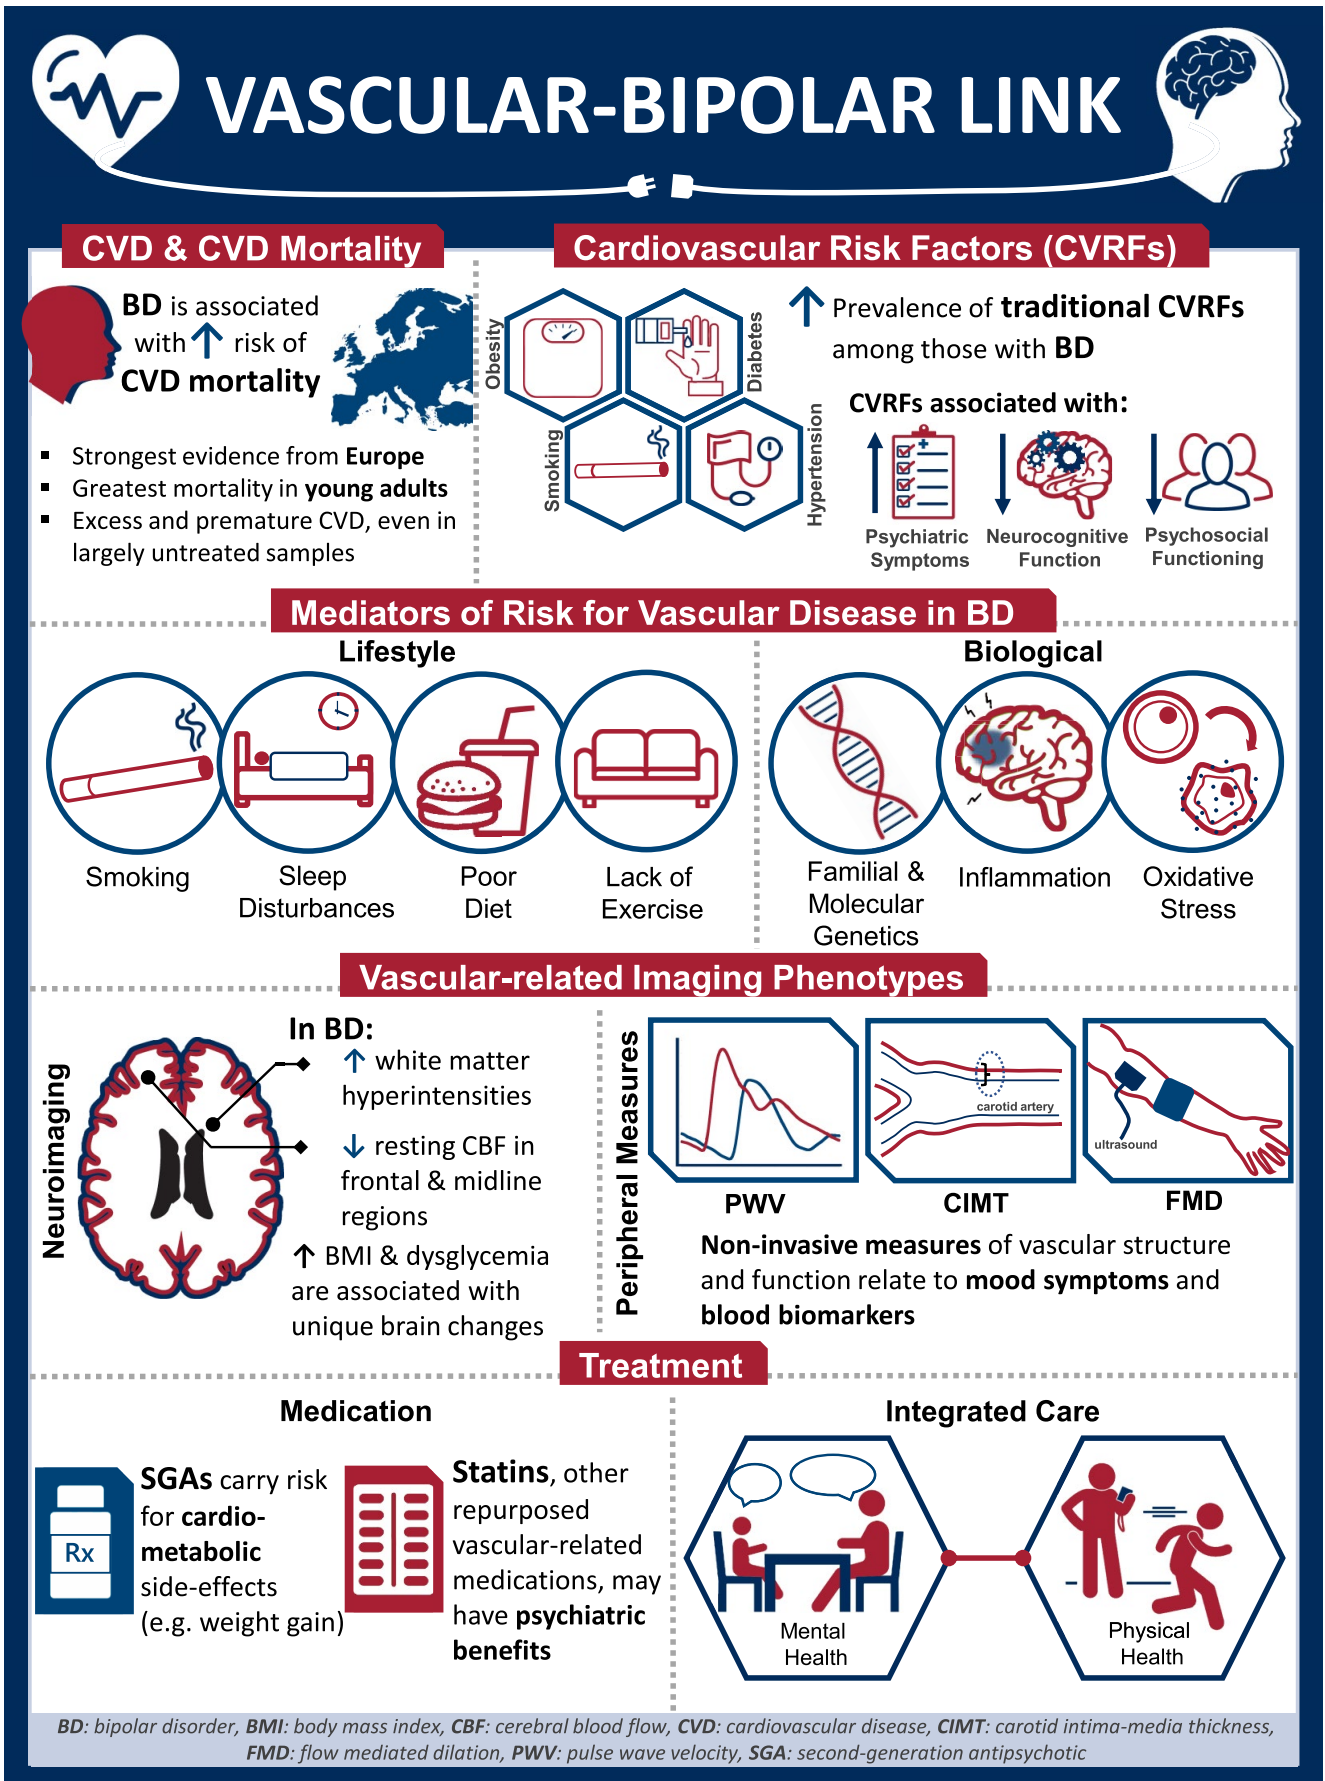 VASCULAR-BIPOLAR LINK
CVD & CVD Mortality
BD is associated
with ↑ risk of
CVD mortality
▪ Strongest evidence from Europe
▪ Greatest mortality in young adults
▪ Excess and premature CVD, even in
largely untreated samples
Cardiovascular Risk Factors (CVRFs)
Obesity
Diabetes
Smoking
Hypertension
↑ Prevalence of traditional CVRFs
among those with BD
CVRFs associated with:
Psychiatric
Symptoms
Neurocognitive
Function
Psychosocial
Functioning
Mediators of Risk for Vascular Disease in BD
Lifestyle
Smoking
Sleep
Disturbances
Poor
Diet
Lack of
Exercise
Biological
Familial &
Molecular
Genetics
Inflammation
Oxidative
Stress
Vascular-related Imaging Phenotypes
Neuroimaging
In BD:
↑ white matter
hyperintensities
↓ resting CBF in
frontal & midline
regions
↑ BMI & dysglycemia
are associated with
unique brain changes
Peripheral Measures
PWV
carotid artery
CIMT
ultrasound
FMD
Non-invasive measures of vascular structure
and function relate to mood symptoms and
blood biomarkers
Treatment
Medication
Rx
SGAs carry risk
for cardio-
metabolic
side-effects
(e.g. weight gain)
Statins, other
repurposed
vascular-related
medications, may
have psychiatric
benefits
Integrated Care
Mental
Health
Physical
Health
BD: bipolar disorder, BMI: body mass index, CBF: cerebral blood flow, CVD: cardiovascular disease, CIMT: carotid intima-media thickness,
FMD: flow mediated dilation, PWV: pulse wave velocity, SGA: second-generation antipsychotic